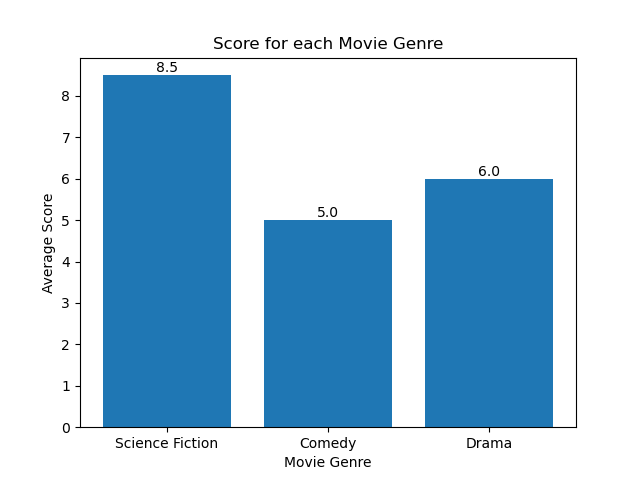 Score for each Movie Genre
8.5
5.0
6.0
Average Score
8
7
6
5
4
3
2
1
0
Science Fiction
Comedy
Drama
Movie Genre